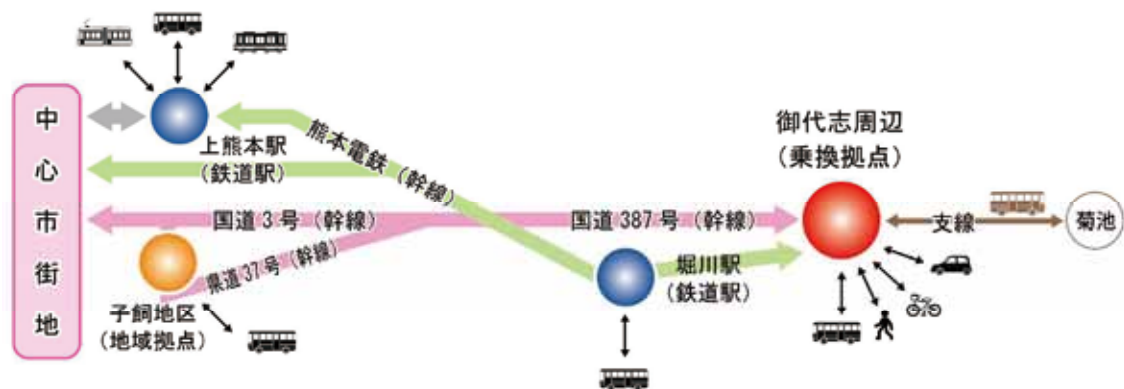 中心市街地
上熊本駅
（鉄道駅）
熊本電鉄（幹線）
国道3号（幹線）
県道37号（幹線）
子飼地区
（地域拠点）
国道387号（幹線）
堀川駅
（鉄道駅）
御代志周辺
（乗換拠点）
支線
菊池